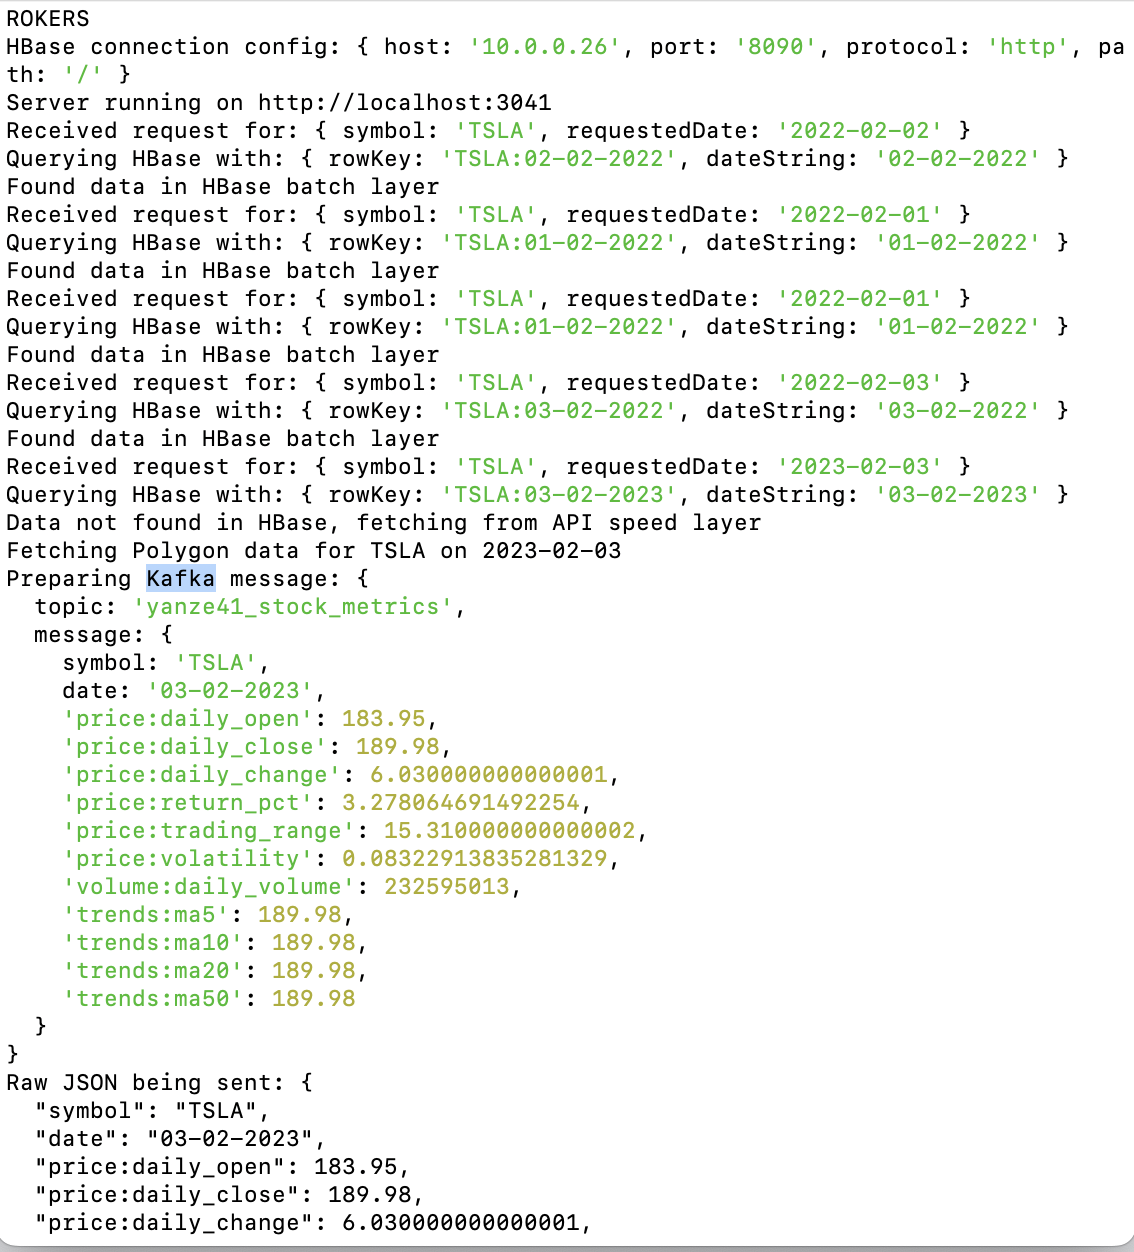 ROKERS
HBase connection config: { host: '10.0.0.26', port: '8090', protocol: 'http', pa
th: '/' }
Server running on http://localhost:3041
Received request for: { symbol: 'TSLA', requestedDate: '2022-02-02' }
Querying HBase with: { rowKey: 'TSLA:02-02-2022', dateString: '02-02-2022' }
Found data in HBase batch layer
Received request for: { symbol: 'TSLA', requestedDate: '2022-02-01' }
Querying HBase with: { rowKey: 'TSLA:01-02-2022', dateString: '01-02-2022' }
Found data in HBase batch layer
Received request for: { symbol: 'TSLA', requestedDate: '2022-02-01' }
Querying HBase with: { rowKey: 'TSLA:01-02-2022', dateString: '01-02-2022' }
Found data in HBase batch layer
Received request for: { symbol: 'TSLA', requestedDate: '2022-02-03' }
Querying HBase with: { rowKey: 'TSLA:03-02-2022', dateString: '03-02-2022' }
Found data in HBase batch layer
Received request for: { symbol: 'TSLA', requestedDate: '2023-02-03' }
Querying HBase with: { rowKey: 'TSLA:03-02-2023', dateString: '03-02-2023' }
Data not found in HBase, fetching from API speed layer
Fetching Polygon data for TSLA on 2023-02-03
Preparing Kafka message: {
  topic: 'yanze41_stock_metrics',
  message: {
    symbol: 'TSLA',
    date: '03-02-2023',
    'price:daily_open': 183.95,
    'price:daily_close': 189.98,
    'price:daily_change': 6.030000000000001,
    'price:return_pct': 3.278064691492254,
    'price:trading_range': 15.310000000000002,
    'price:volatility': 0.08322913835281329,
    'volume:daily_volume': 232595013,
    'trends:ma5': 189.98,
    'trends:ma10': 189.98,
    'trends:ma20': 189.98,
    'trends:ma50': 189.98
  }
}
Raw JSON being sent: {
  "symbol": "TSLA",
  "date": "03-02-2023",
  "price:daily_open": 183.95,
  "price:daily_close": 189.98,
  "price:daily_change": 6.030000000000001,